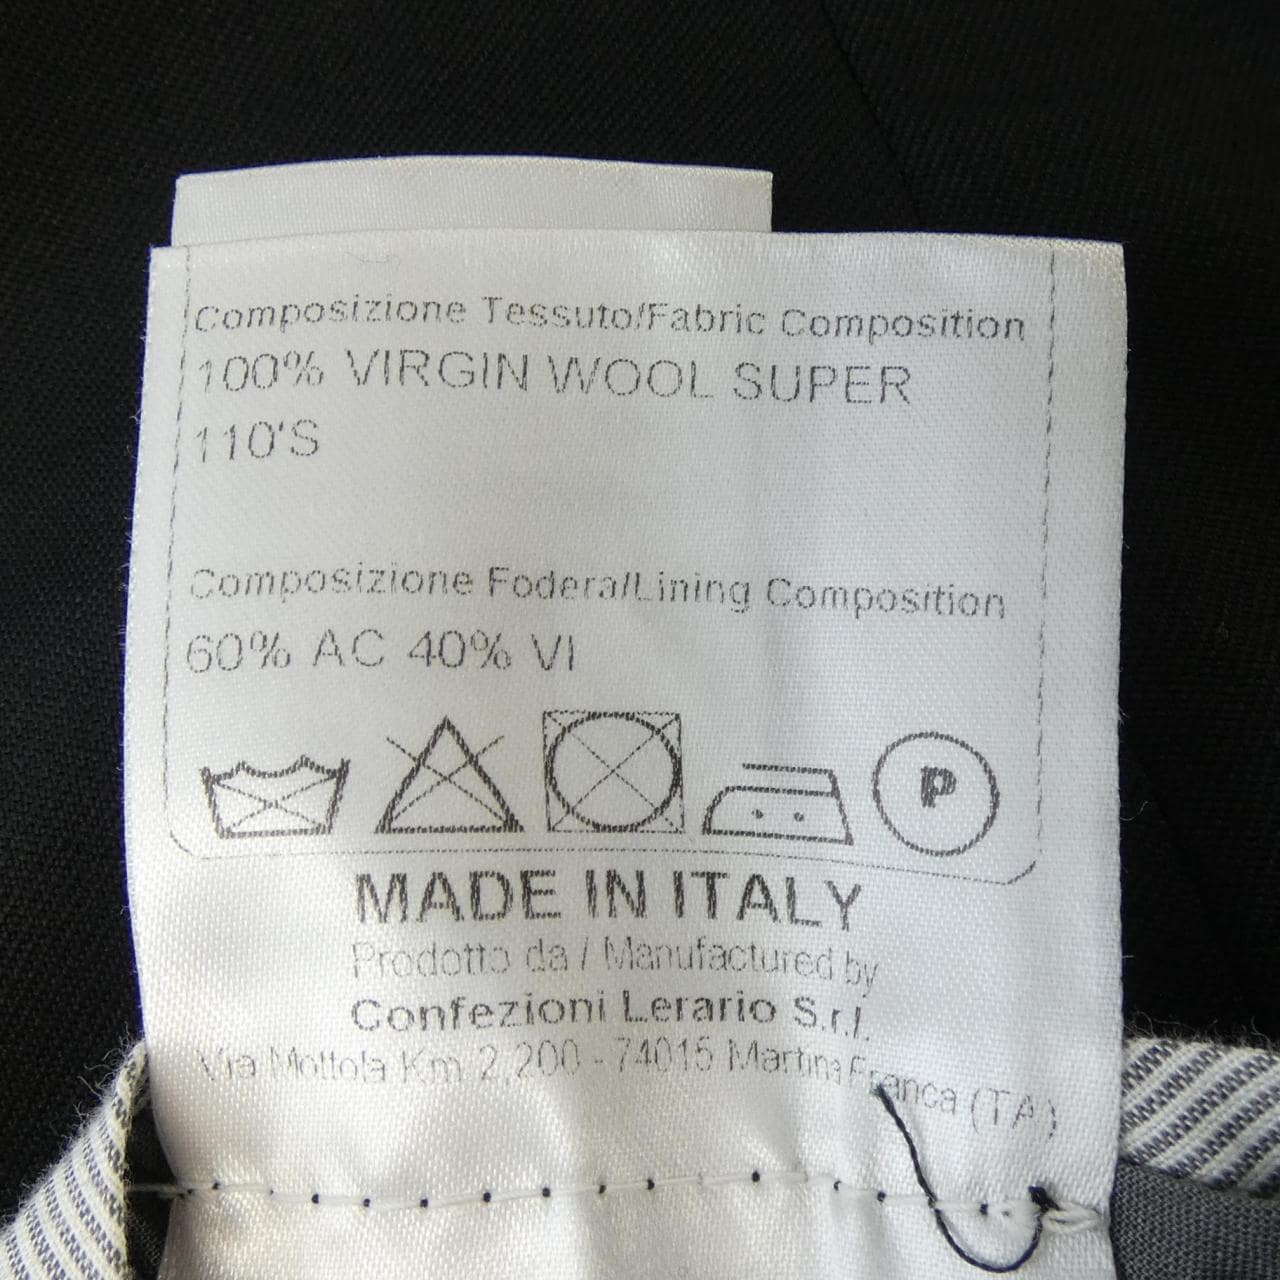 Composizione Tessuto/Fabric Composition
100% VIRGIN WOOL SUPER
110'S
Composizione Fodera/Lining Composition
60% AC 40% VI
P
MADE IN ITALY
Prodotto da / Manufactured by
Confezioni Lerario S.r.l.
Via Mottola Km 2,200 - 74015 Martina Franca (TA)